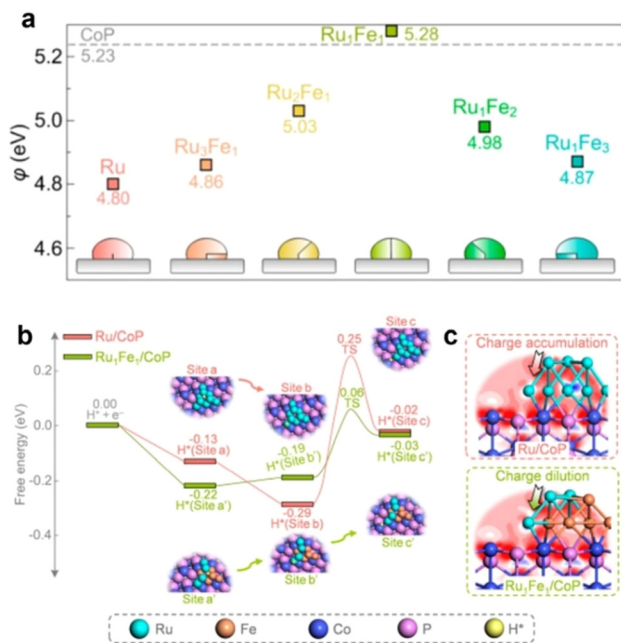 a
CoP
5.23
Ru₁Fe₁ 5.28
Ru₂Fe₁
5.03
Ru₁Fe₂
4.98
Ru₃Fe₁
4.86
Ru₁Fe₃
4.87
Ru
4.80
φ (eV)
5.2
5.0
4.8
4.6
b
Ru/CoP
Ru₁Fe₁/CoP
Free energy (eV)
0.2
0.0
-0.2
-0.4
0.00
H⁺ + e⁻
Site a
Site b
Site c
0.25
TS
0.06
TS
-0.13
H*(Site a)
-0.22
H*(Site a')
-0.19
H*(Site b')
-0.29
H*(Site b)
-0.02
H*(Site c)
-0.03
H*(Site c')
Site a'
Site b'
Site c'
c
Charge accumulation
Ru/CoP
Charge dilution
Ru₁Fe₁/CoP
Ru Fe Co P H*